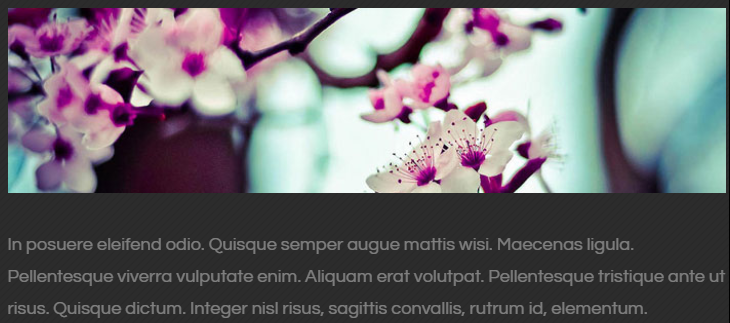 In posuere eleifend odio. Quisque semper augue mattis wisi. Maecenas ligula.
Pellentesque viverra vulputate enim. Aliquam erat volutpat. Pellentesque tristique ante ut
risus. Quisque dictum. Integer nisl risus, sagittis convallis, rutrum id, elementum.